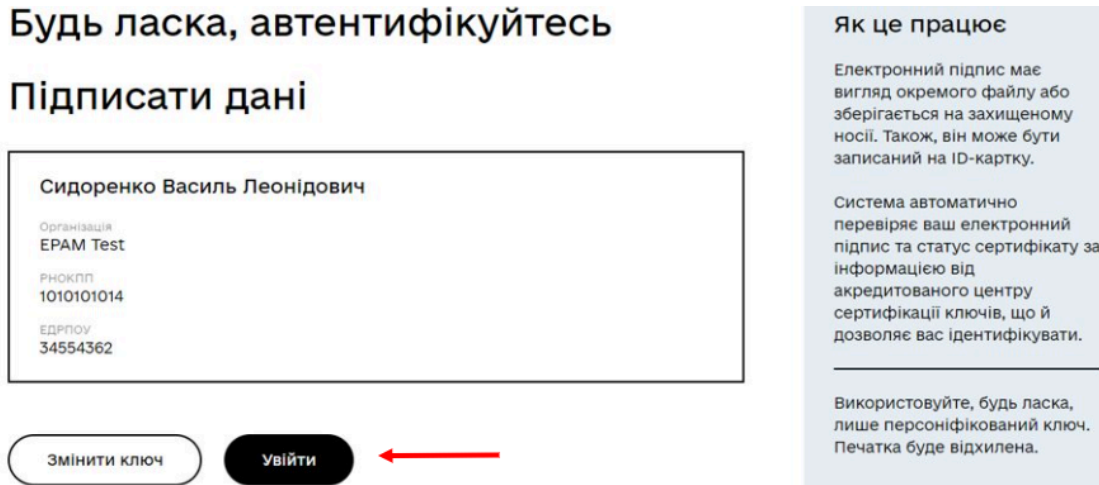 Будь ласка, автентифікуйтесь
Підписати дані
Сидоренко Василь Леонідович
Організація
EPAM Test
РНОКПП
1010101014
ЕДРПОУ
34554362
Змінити ключ
Увійти
Як це працює
Електронний підпис має
вигляд окремого файлу або
зберігається на захищеному
носії. Також, він може бути
записаний на ID-картку.
Система автоматично
перевіряє ваш електронний
підпис та статус сертифікату за
інформацією від
акредитованого центру
сертифікації ключів, що й
дозволяє вас ідентифікувати.
Використовуйте, будь ласка,
лише персоніфікований ключ.
Печатка буде відхилена.